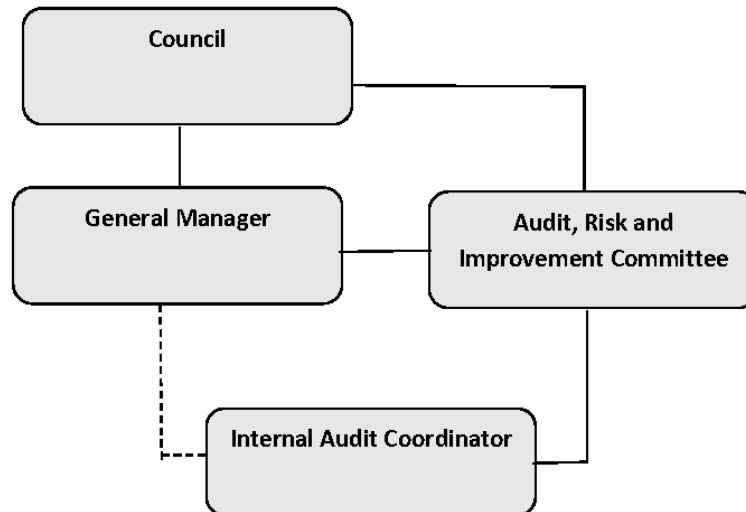 Council
General Manager
Audit, Risk and
Improvement Committee
Internal Audit Coordinator